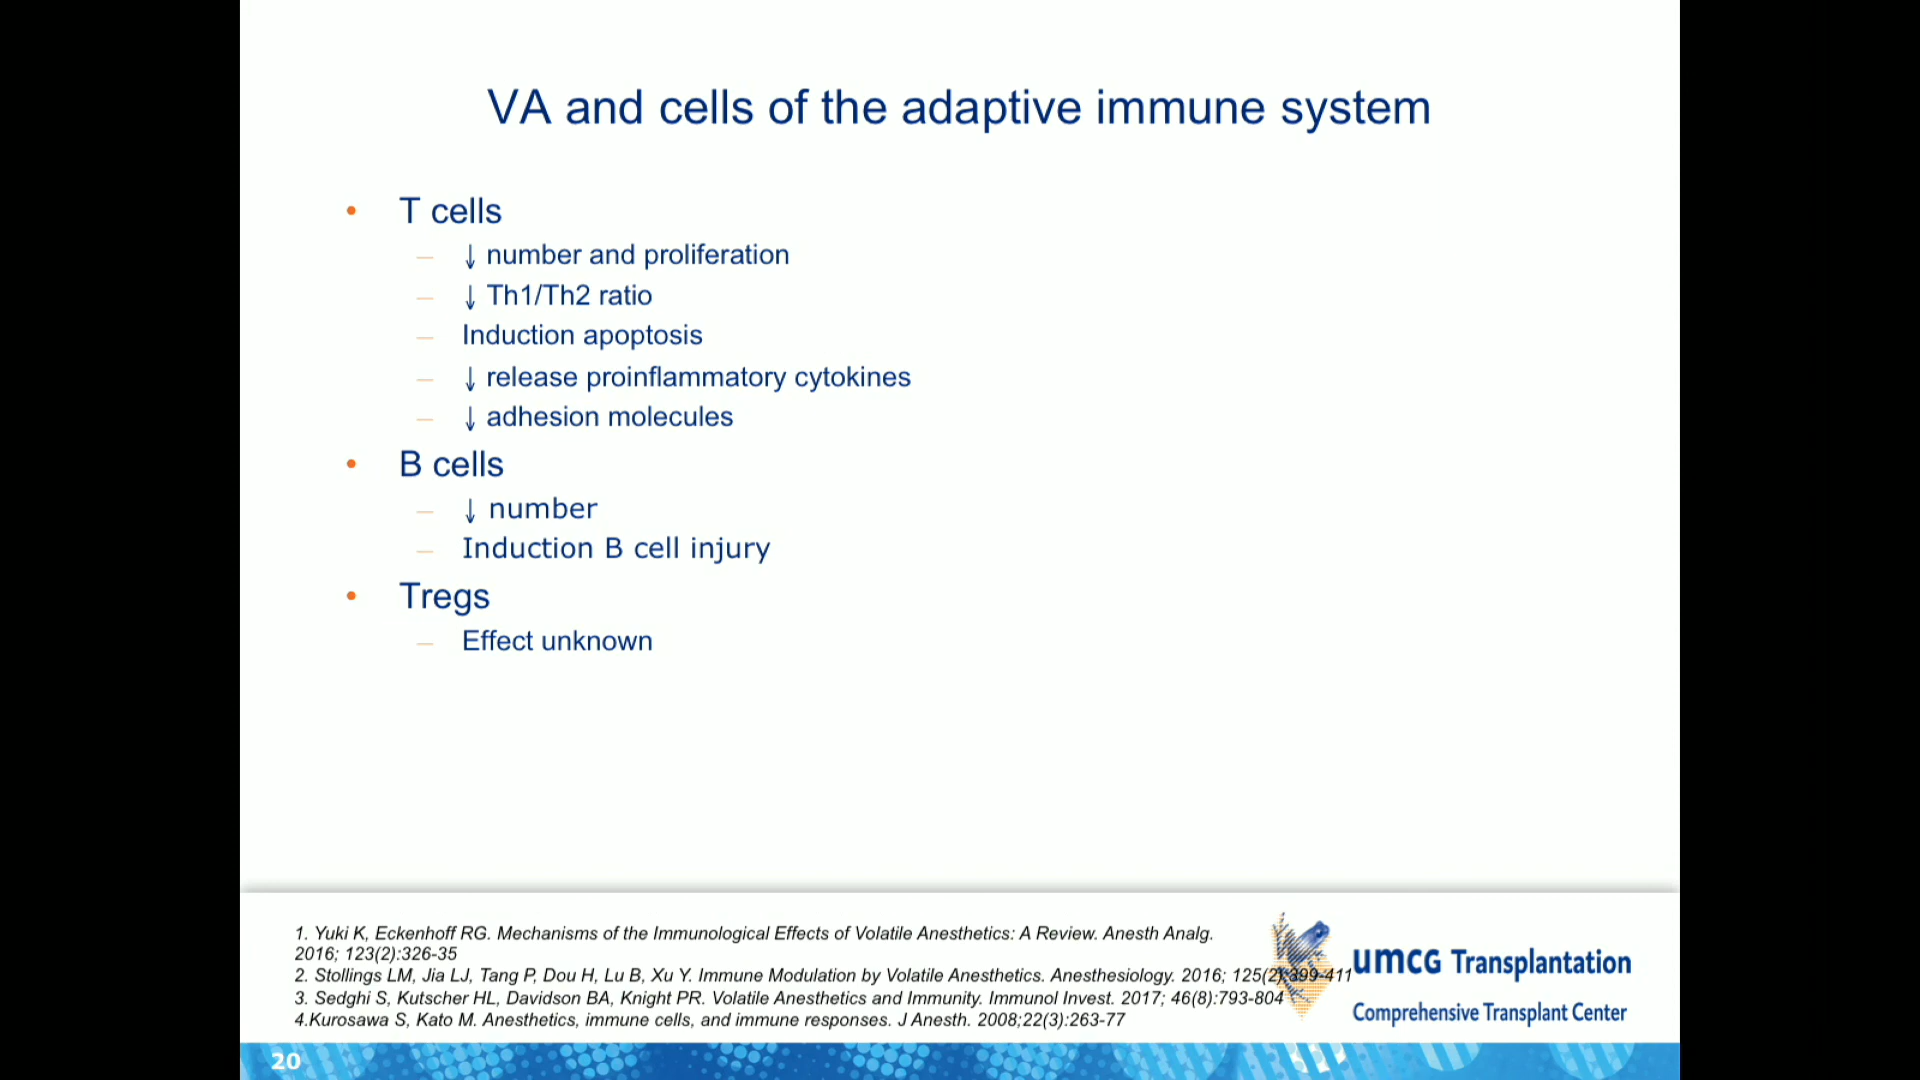 VA and cells of the adaptive immune system
• T cells
– ↓ number and proliferation
– ↓ Th1/Th2 ratio
– Induction apoptosis
– ↓ release proinflammatory cytokines
– ↓ adhesion molecules
• B cells
– ↓ number
– Induction B cell injury
• Tregs
– Effect unknown
1. Yuki K, Eckenhoff RG. Mechanisms of the Immunological Effects of Volatile Anesthetics: A Review. Anesth Analg.
2016; 123(2):326-35
2. Stollings LM, Jia LJ, Tang P, Dou H, Lu B, Xu Y. Immune Modulation by Volatile Anesthetics. Anesthesiology. 2016; 125(2):399-411
3. Sedghi S, Kutscher HL, Davidson BA, Knight PR. Volatile Anesthetics and Immunity. Immunol Invest. 2017; 46(8):793-804
4.Kurosawa S, Kato M. Anesthetics, immune cells, and immune responses. J Anesth. 2008;22(3):263-77
umcg Transplantation
Comprehensive Transplant Center
20